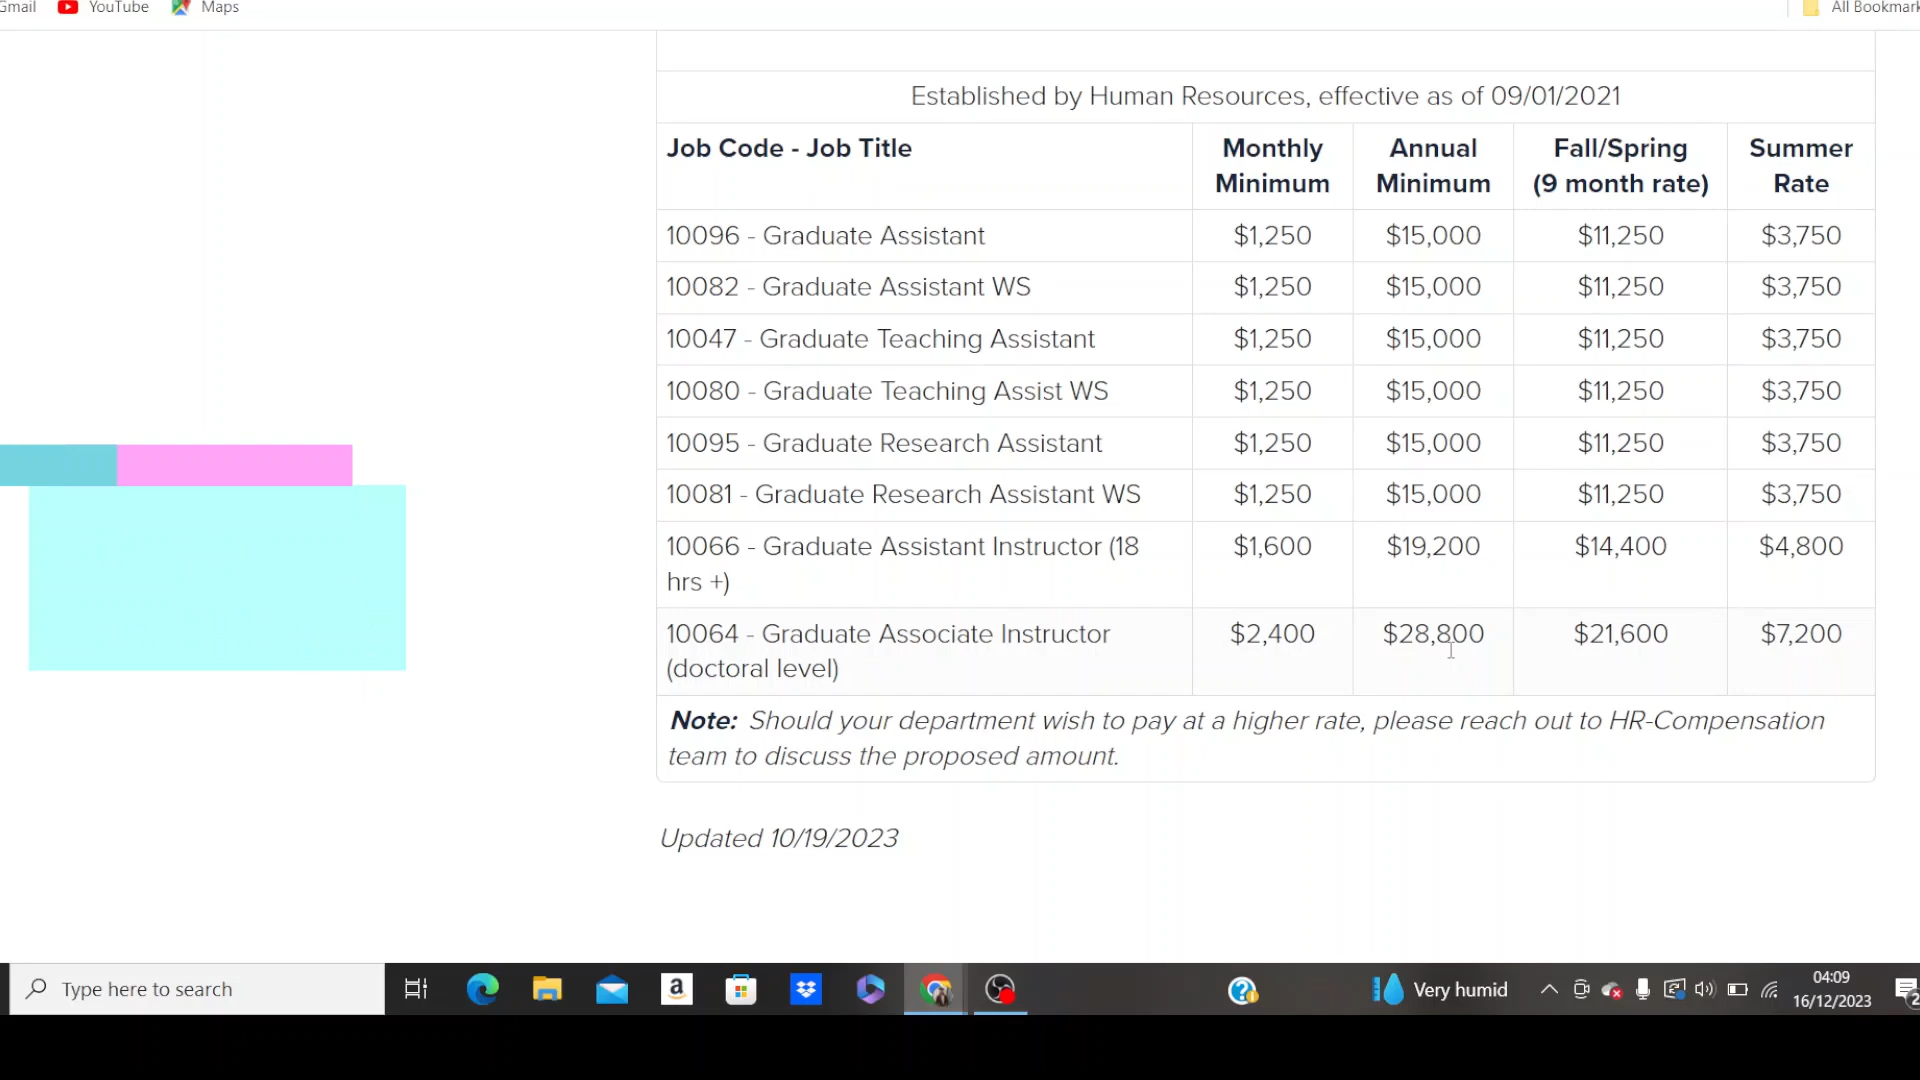 Gmail YouTube Maps All Bookmark
Established by Human Resources, effective as of 09/01/2021
Job Code - Job Title Monthly Minimum Annual Minimum Fall/Spring (9 month rate) Summer Rate
10096 - Graduate Assistant $1,250 $15,000 $11,250 $3,750
10082 - Graduate Assistant WS $1,250 $15,000 $11,250 $3,750
10047 - Graduate Teaching Assistant $1,250 $15,000 $11,250 $3,750
10080 - Graduate Teaching Assist WS $1,250 $15,000 $11,250 $3,750
10095 - Graduate Research Assistant $1,250 $15,000 $11,250 $3,750
10081 - Graduate Research Assistant WS $1,250 $15,000 $11,250 $3,750
10066 - Graduate Assistant Instructor (18 $1,600 $19,200 $14,400 $4,800
hrs +)
10064 - Graduate Associate Instructor $2,400 $28,800 $21,600 $7,200
(doctoral level)
Note: Should your department wish to pay at a higher rate, please reach out to HR-Compensation
team to discuss the proposed amount.
Updated 10/19/2023
Type here to search a Very humid 04:09
16/12/2023 2